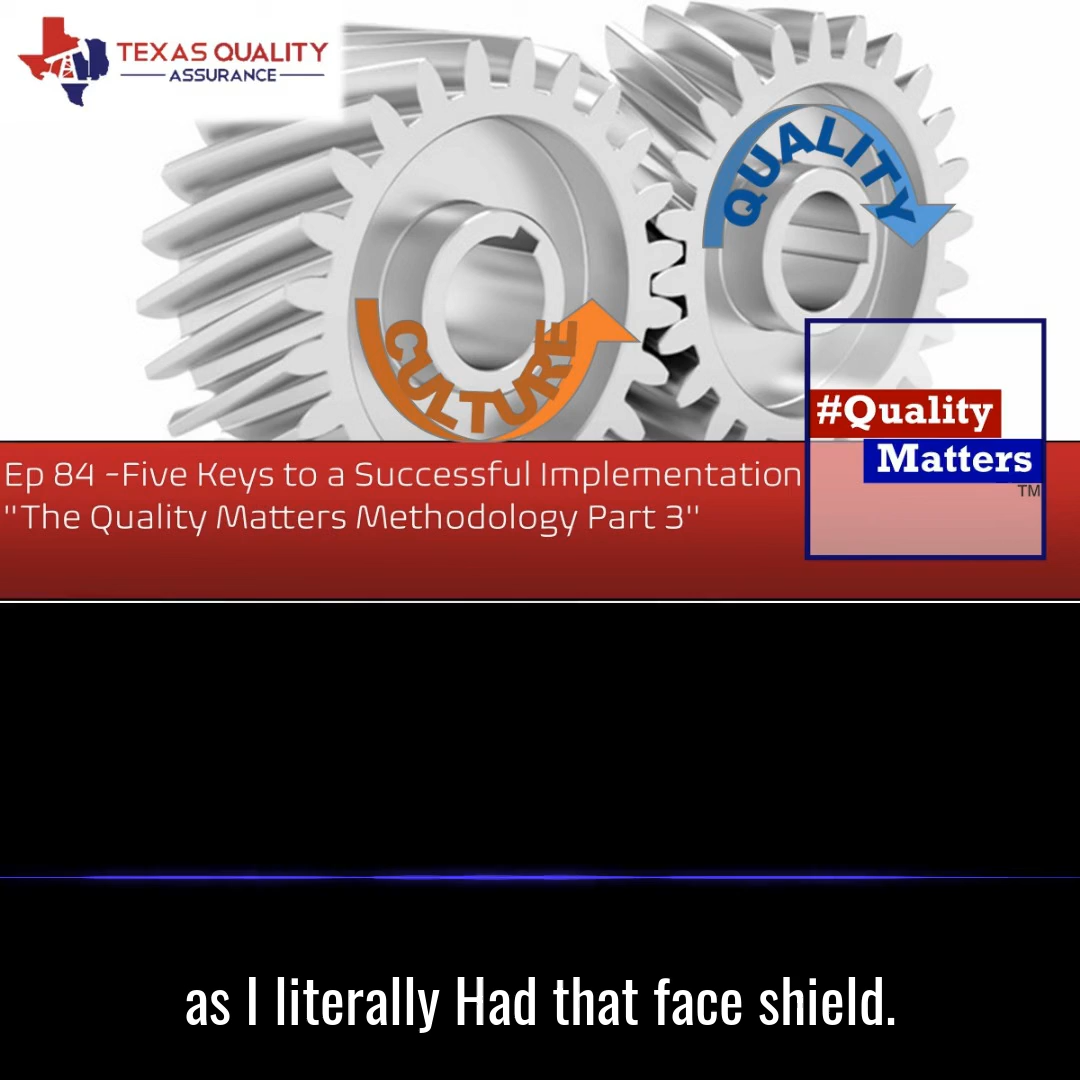 TEXAS QUALITY
ASSURANCE
QUALITY
CULTURE
#Quality
Matters
TM
Ep 84 -Five Keys to a Successful Implementation
"The Quality Matters Methodology Part 3"
as I literally Had that face shield.